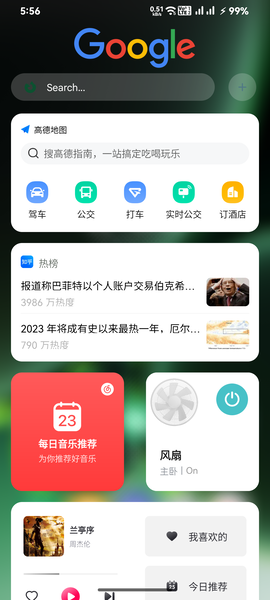 5:56
0.51
KB/S
99%
Google
Search...
高德地图
搜高德指南，一站搞定吃喝玩乐
驾车 公交 打车 实时公交 订酒店
知乎 热榜
报道称巴菲特以个人账户交易伯克希...
3986 万热度
2023 年将成有史以来最热一年，厄尔...
790 万热度
23
每日音乐推荐
为你推荐好音乐
风扇
主卧 | On
兰亭序
周杰伦
我喜欢的
今日推荐